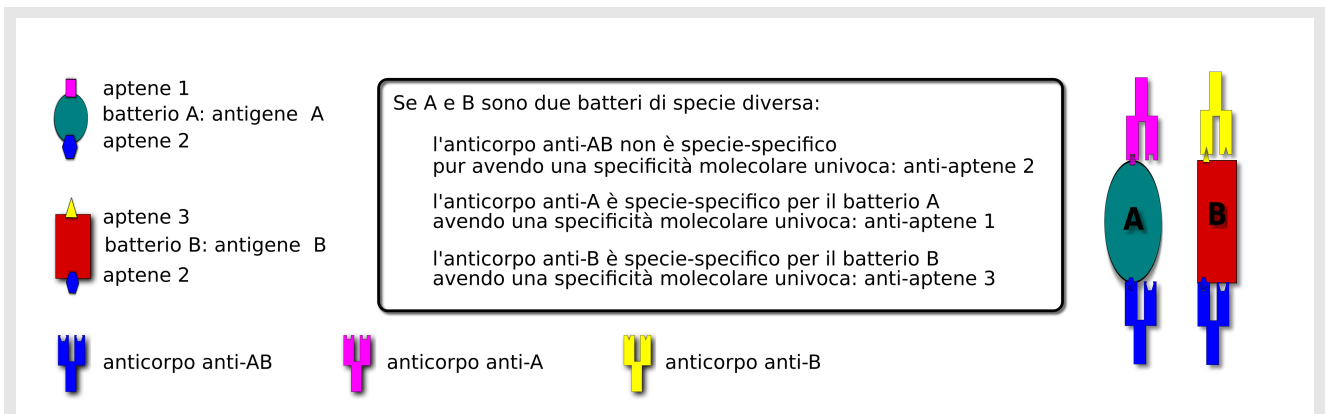 aptene 1
batterio A: antigene A
aptene 2
aptene 3
batterio B: antigene B
aptene 2
Se A e B sono due batteri di specie diversa:
l'anticorpo anti-AB non è specie-specifico
pur avendo una specificità molecolare univoca: anti-aptene 2
l'anticorpo anti-A è specie-specifico per il batterio A
avendo una specificità molecolare univoca: anti-aptene 1
l'anticorpo anti-B è specie-specifico per il batterio B
avendo una specificità molecolare univoca: anti-aptene 3
A
B
anticorpo anti-AB
anticorpo anti-A
anticorpo anti-B